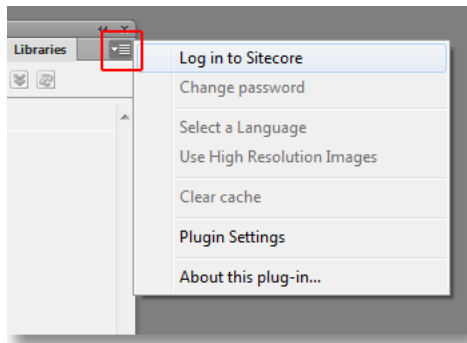 Libraries
Log in to Sitecore
Change password
Select a Language
Use High Resolution Images
Clear cache
Plugin Settings
About this plug-in...